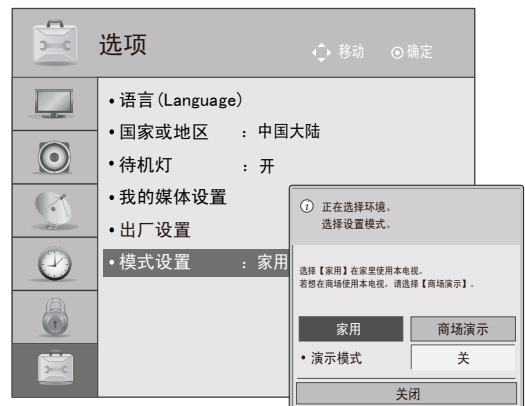 选项
移动 确定
•语言(Language)
•国家或地区 ：中国大陆
•待机灯 ：开
•我的媒体设置
•出厂设置
•模式设置 ：家用
正在选择环境。
选择设置模式。
选择【家用】在家里使用本电视.
若想在商场使用本电视，请选择【商场演示】.
家用 商场演示
•演示模式 关
关闭